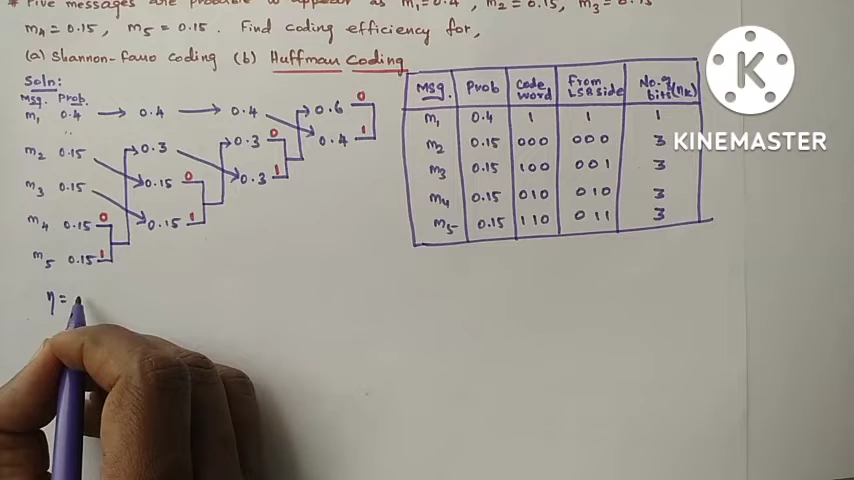 * Five messages are probable to appear as m1 = 0.4, m2 = 0.15, m3 = 0.15
m4 = 0.15, m5 = 0.15. Find coding efficiency for,
(a) Shannon-fano coding (b) Huffman Coding
Soln:
Msg. Prob.
m1 0.4 → 0.4 → 0.4 0.6 0
m2 0.15 0.3 0.3 0 0.4 1
m3 0.15 0.15 0 0.3 1
m4 0.15 0 0.15 1
m5 0.15 1
η =
Msg. Prob Code word From LSB side No. of bits (nk)
m1 0.4 1 1 1
m2 0.15 000 000 3
m3 0.15 100 001 3
m4 0.15 010 010 3
m5 0.15 110 011 3
K
KINEMASTER